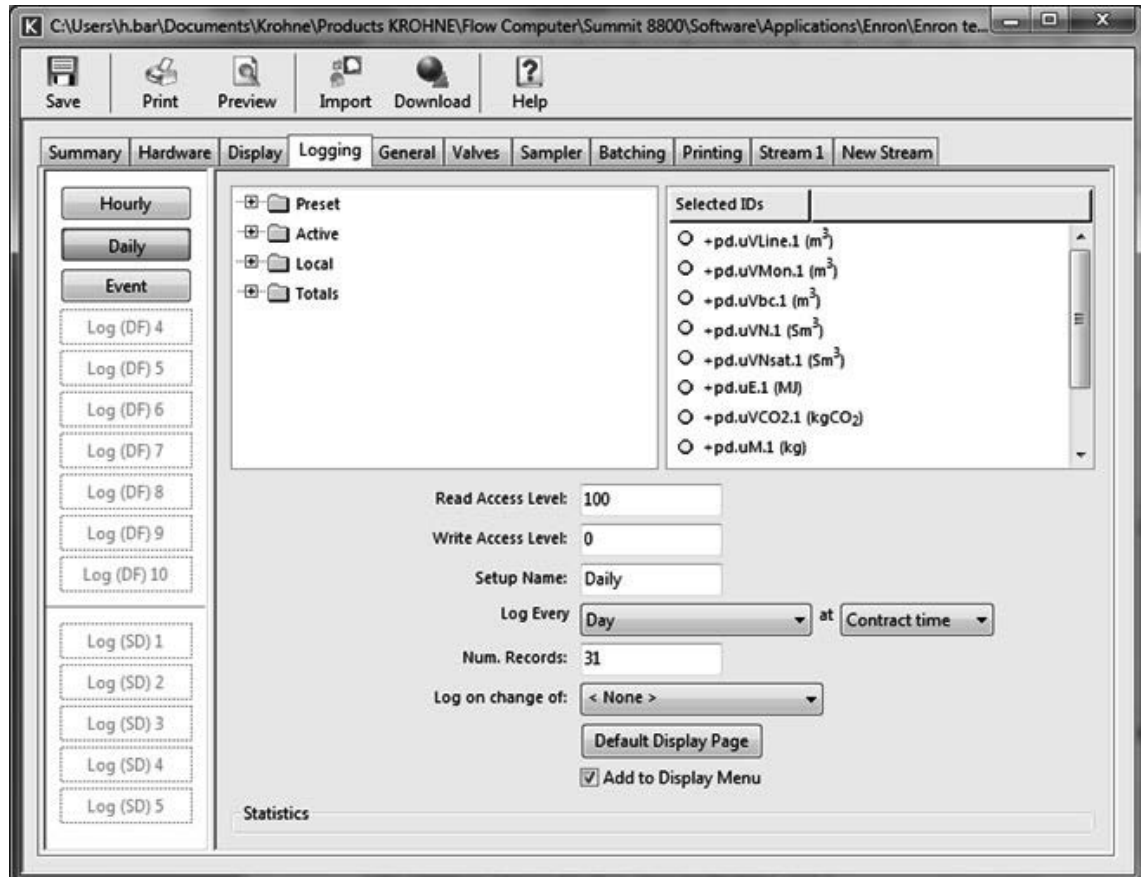 K C:\Users\h.bar\Documents\Krohne\Products KROHNE\Flow Computer\Summit 8800\Software\Applications\Enron\Enron te...
Save Print Preview Import Download Help
Summary Hardware Display Logging General Valves Sampler Batching Printing Stream 1 New Stream
Hourly
Daily
Event
Log (DF) 4
Log (DF) 5
Log (DF) 6
Log (DF) 7
Log (DF) 8
Log (DF) 9
Log (DF) 10
Log (SD) 1
Log (SD) 2
Log (SD) 3
Log (SD) 4
Log (SD) 5
Preset
Active
Local
Totals
Selected IDs
+pd.uVLine.1 (m³)
+pd.uVMon.1 (m³)
+pd.uVbc.1 (m³)
+pd.uVN.1 (Sm³)
+pd.uVNsat.1 (Sm³)
+pd.uE.1 (MJ)
+pd.uVCO2.1 (kgCO₂)
+pd.uM.1 (kg)
Read Access Level: 100
Write Access Level: 0
Setup Name: Daily
Log Every Day at Contract time
Num. Records: 31
Log on change of: < None >
Default Display Page
Add to Display Menu
Statistics